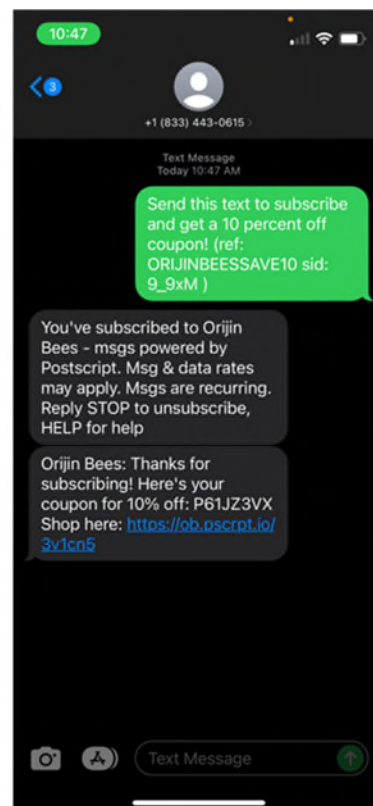 10:47
3
+1 (833) 443-0615 >
Text Message
Today 10:47 AM
Send this text to subscribe
and get a 10 percent off
coupon! (ref:
ORIJINBEESSAVE10 sid:
9_9xM )
You've subscribed to Orijin
Bees - msgs powered by
Postscript. Msg & data rates
may apply. Msgs are recurring.
Reply STOP to unsubscribe,
HELP for help
Orijin Bees: Thanks for
subscribing! Here's your
coupon for 10% off: P61JZ3VX
Shop here: https://ob.pscrpt.io/
3v1cn5
Text Message